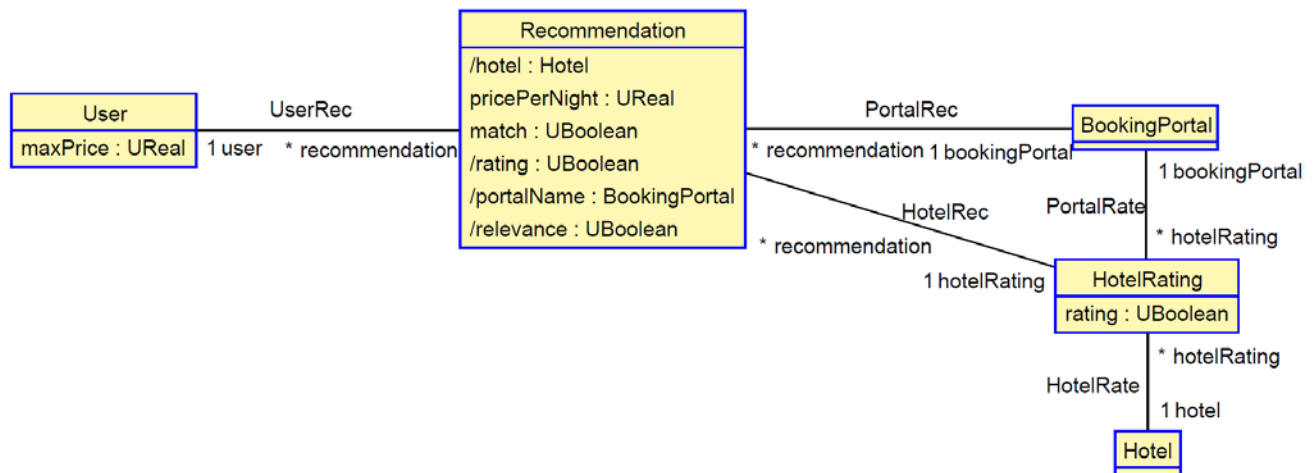 Recommendation
/hotel : Hotel
pricePerNight : UReal
match : UBoolean
/rating : UBoolean
/portalName : BookingPortal
/relevance : UBoolean
User
maxPrice : UReal
UserRec
1 user
* recommendation
PortalRec
* recommendation
1 bookingPortal
BookingPortal
1 bookingPortal
PortalRate
* hotelRating
HotelRec
* recommendation
1 hotelRating
HotelRating
rating : UBoolean
* hotelRating
HotelRate
1 hotel
Hotel